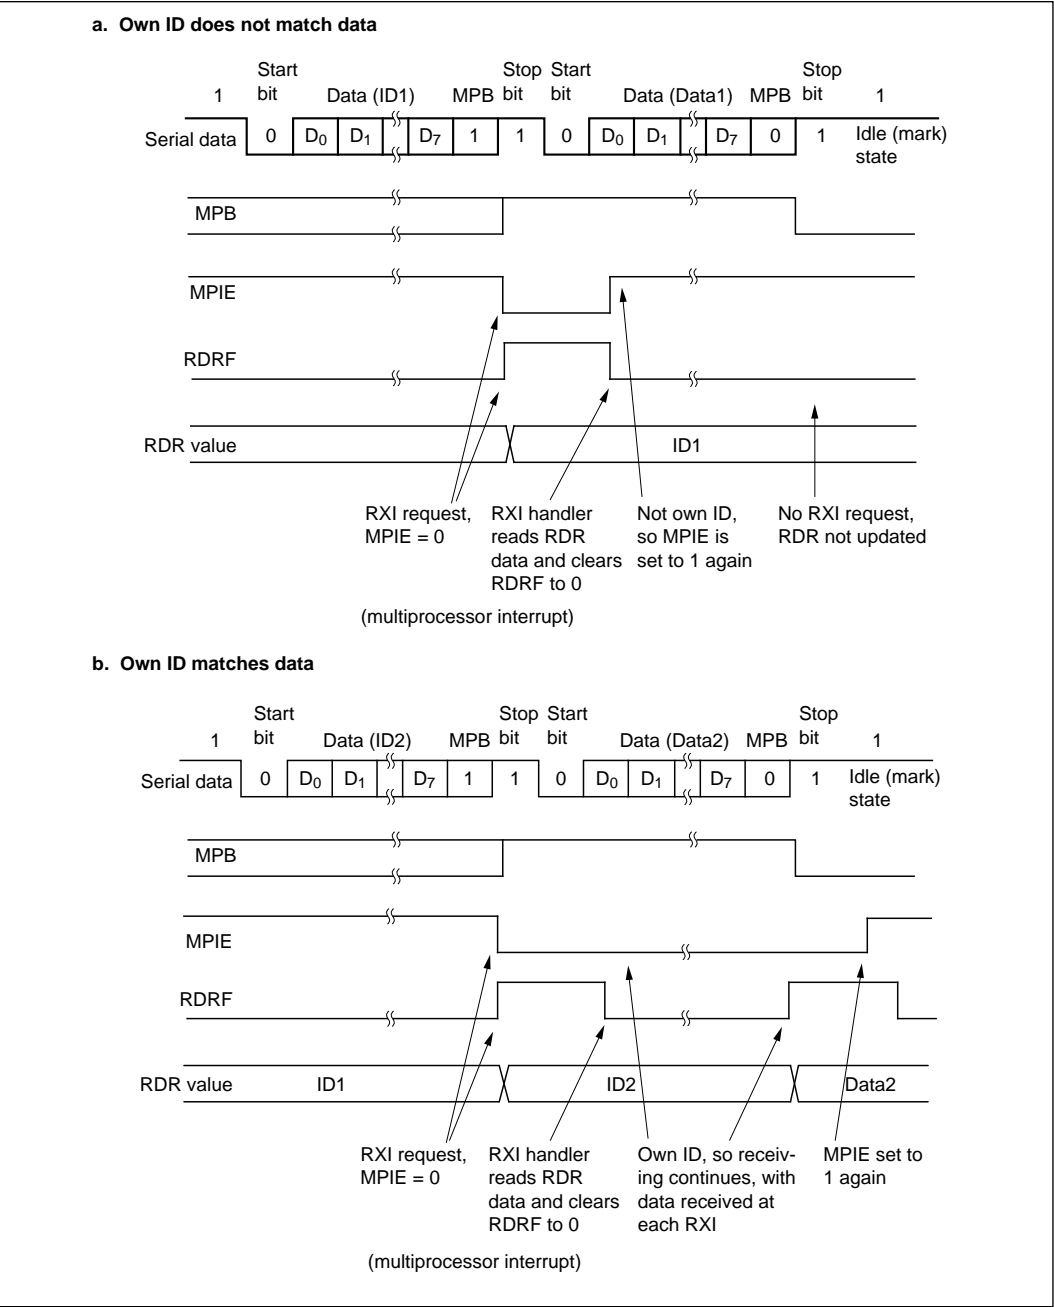 a. Own ID does not match data
Start Stop Start Stop
1 bit Data (ID1) MPB bit bit Data (Data1) MPB bit 1
Serial data 0 D0 D1 D7 1 1 0 D0 D1 D7 0 1 Idle (mark)
state
MPB
MPIE
RDRF
RDR value ID1
RXI request, RXI handler Not own ID, No RXI request,
MPIE = 0 reads RDR so MPIE is RDR not updated
data and clears set to 1 again
RDRF to 0
(multiprocessor interrupt)
b. Own ID matches data
Start Stop Start Stop
1 bit Data (ID2) MPB bit bit Data (Data2) MPB bit 1
Serial data 0 D0 D1 D7 1 1 0 D0 D1 D7 0 1 Idle (mark)
state
MPB
MPIE
RDRF
RDR value ID1 ID2 Data2
RXI request, RXI handler Own ID, so receiv- MPIE set to
MPIE = 0 reads RDR ing continues, with 1 again
data and clears data received at
RDRF to 0 each RXI
(multiprocessor interrupt)